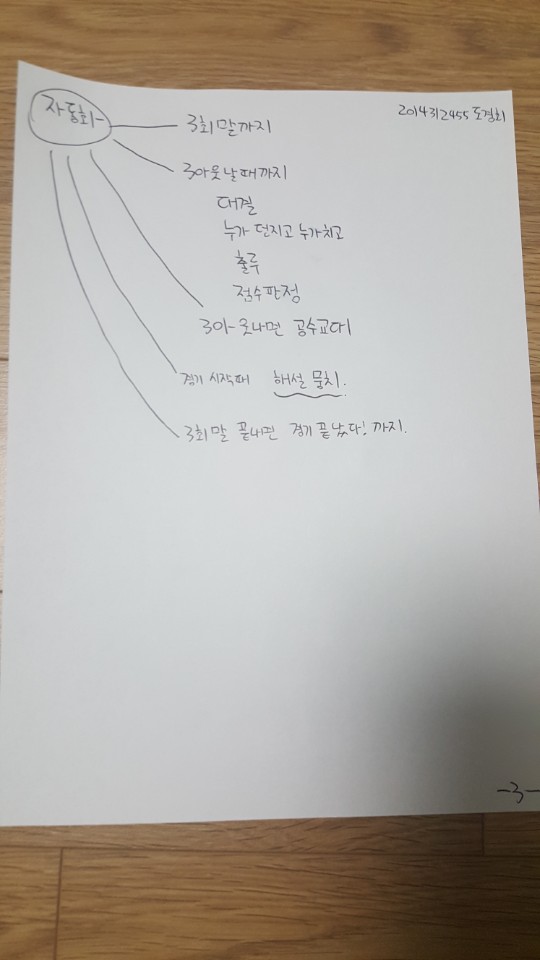 2014312455 도경회
자동화
3회 말까지
3아웃 날때까지
대결
누가 던지고 누가치고
출루
점수판정
3아웃나면 공수교대
경기 시작때 해설 뭉치.
3회말 끝나면 경기 끝났다! 까지.
-3-